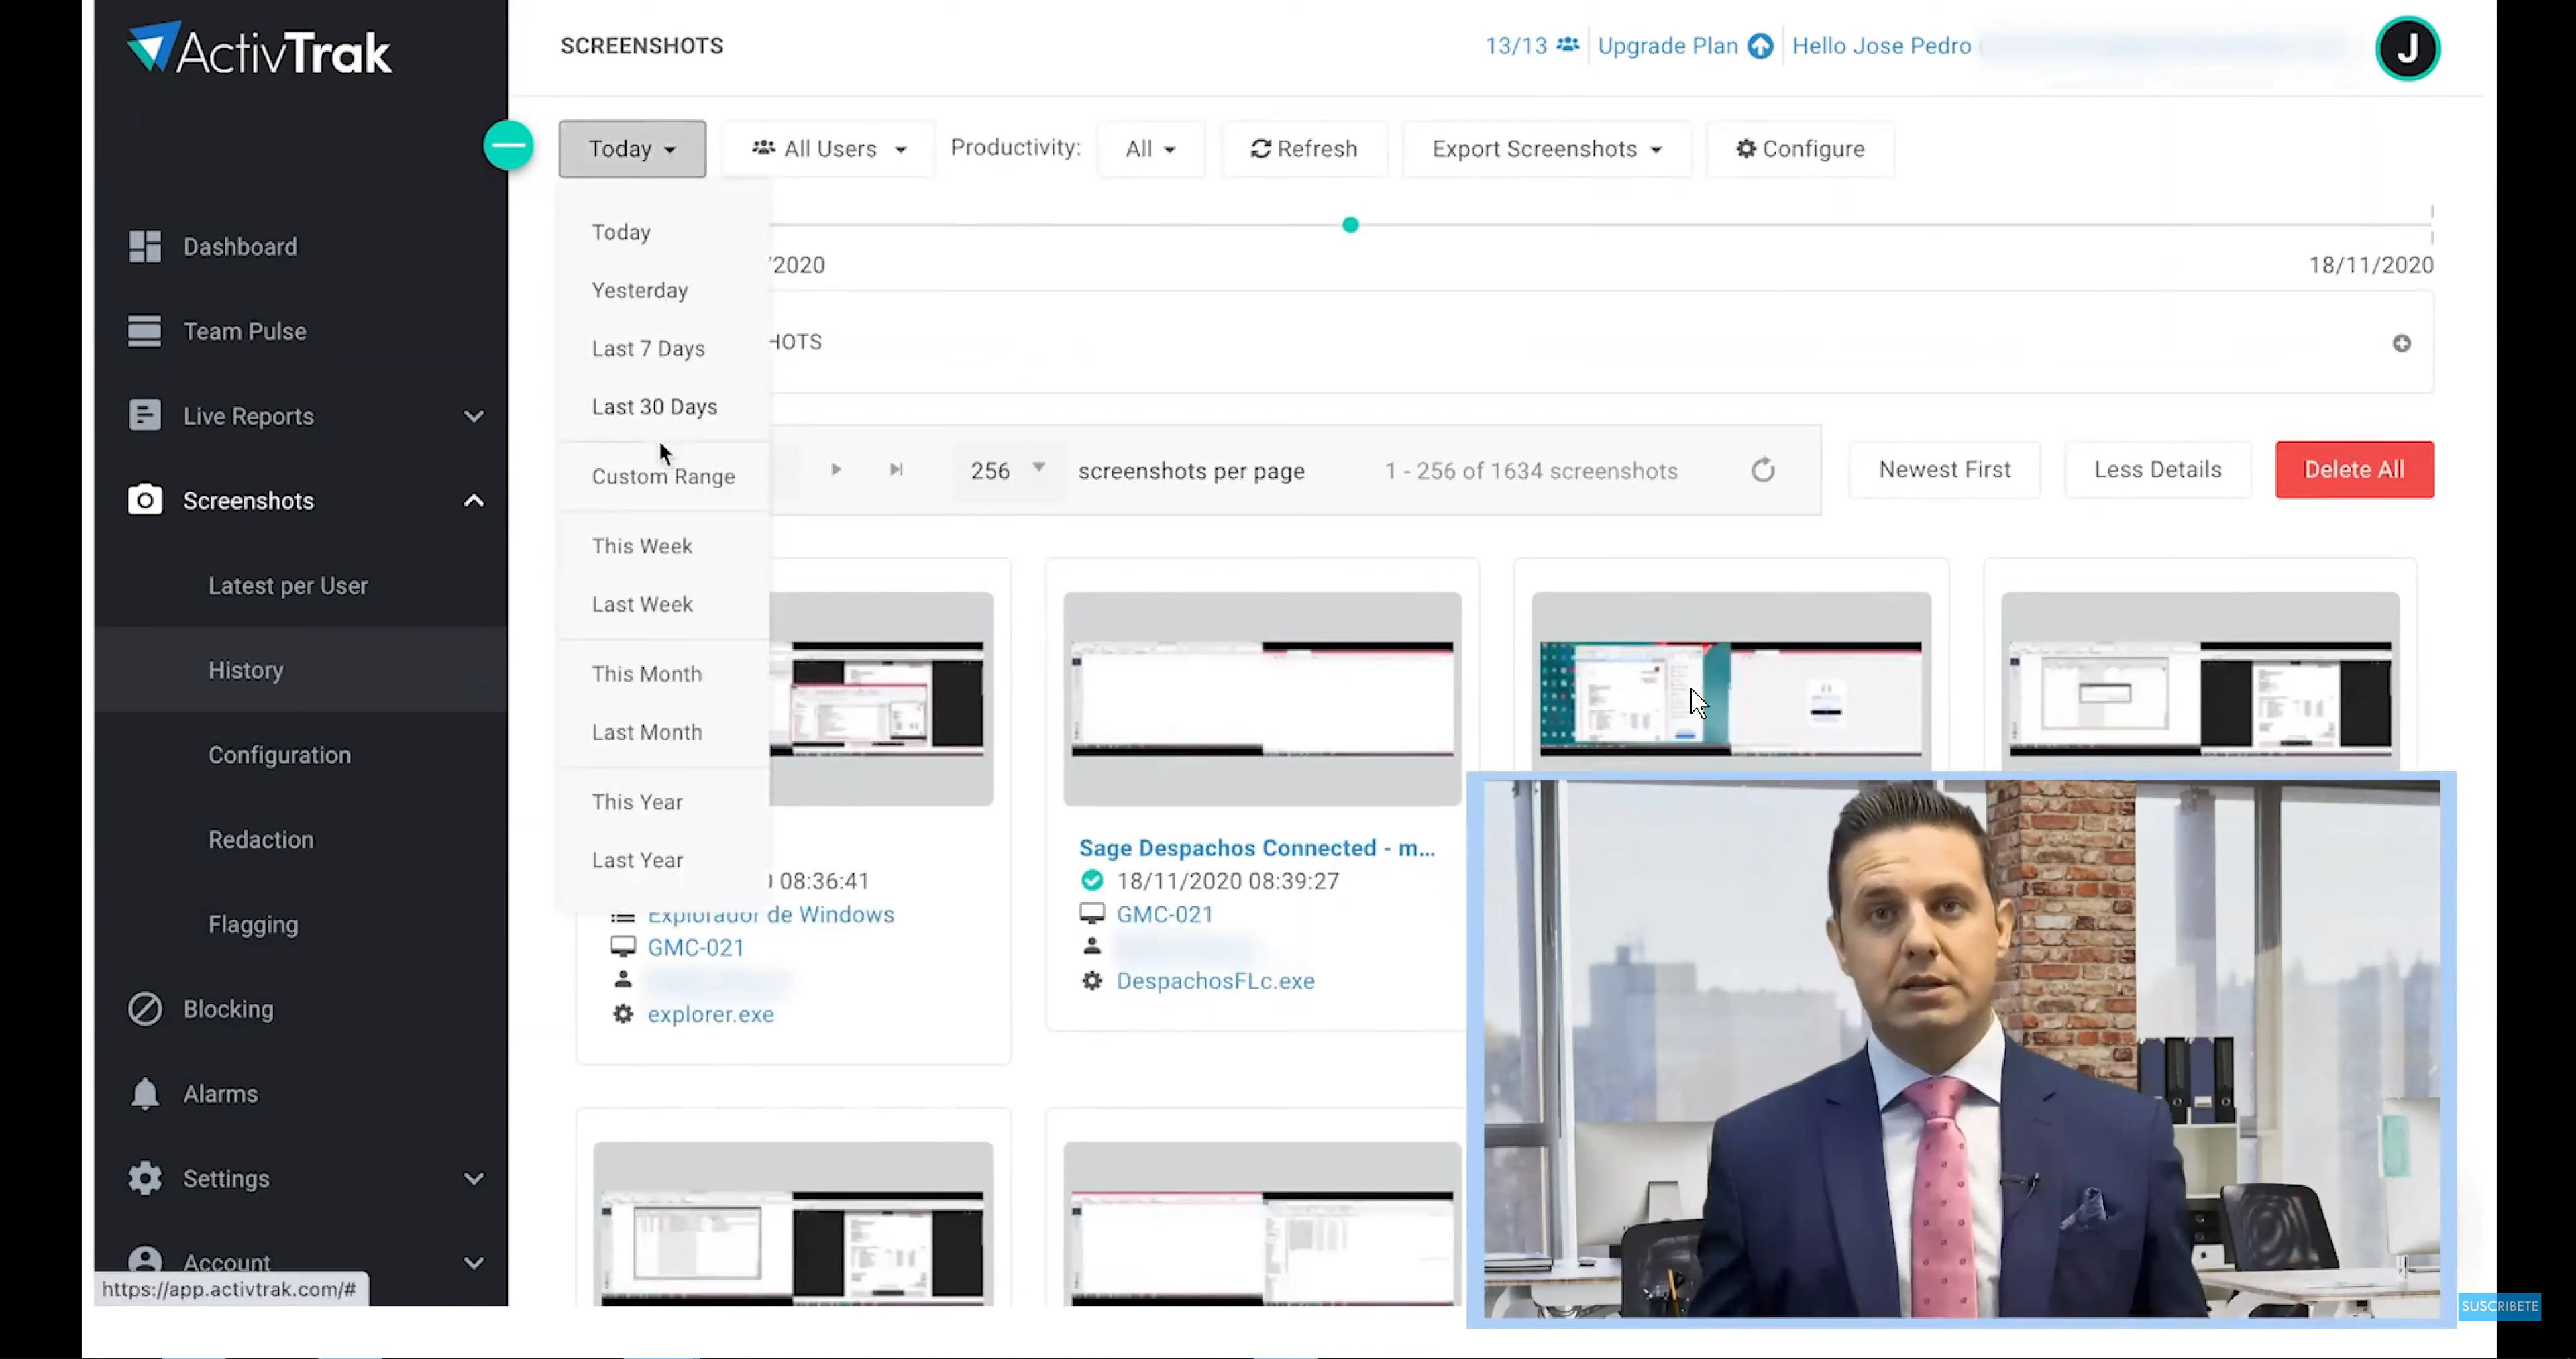 ActivTrak
SCREENSHOTS
13/13
Upgrade Plan
Hello Jose Pedro
J
Today
All Users
Productivity:
All
Refresh
Export Screenshots
Configure
Today
Yesterday
Last 7 Days
Last 30 Days
Custom Range
This Week
Last Week
This Month
Last Month
This Year
Last Year
/2020
18/11/2020
HOTS
256
screenshots per page
1 - 256 of 1634 screenshots
Newest First
Less Details
Delete All
Dashboard
Team Pulse
Live Reports
Screenshots
Latest per User
History
Configuration
Redaction
Flagging
Blocking
Alarms
Settings
Account
https://app.activtrak.com/#
08:36:41
Explorador de Windows
GMC-021
explorer.exe
Sage Despachos Connected - m...
18/11/2020 08:39:27
GMC-021
DespachosFLc.exe
SUSCRIBETE